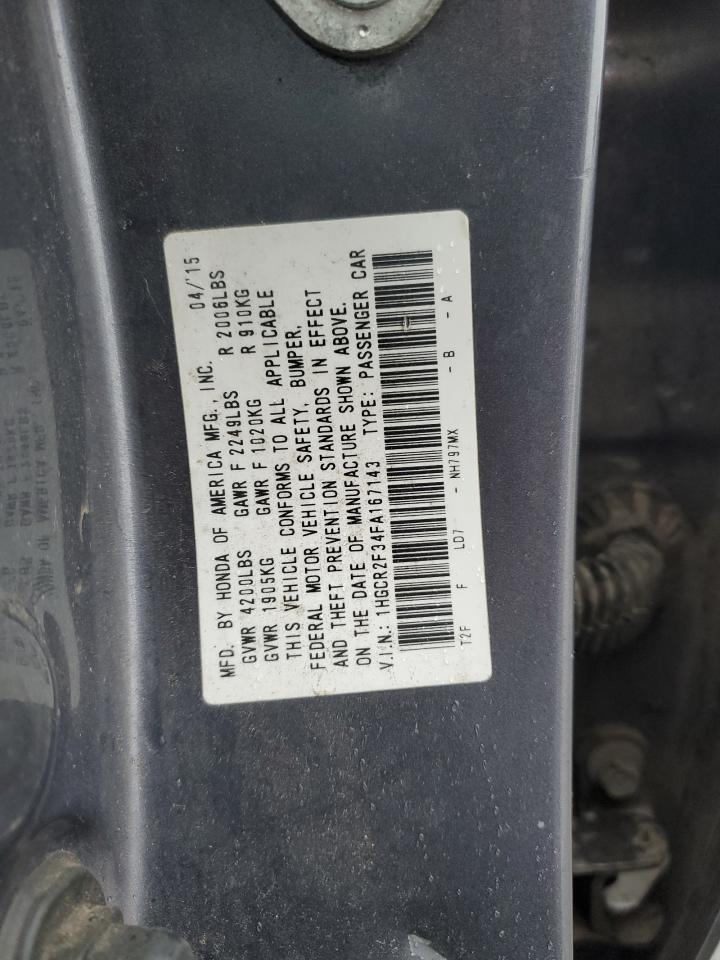 MFD. BY HONDA OF AMERICA MFG., INC. 04/'15
GVWR 4200LBS GAWR F 2249LBS R 2006LBS
GVWR 1905KG GAWR F 1020KG R 910KG
THIS VEHICLE CONFORMS TO ALL APPLICABLE
FEDERAL MOTOR VEHICLE SAFETY, BUMPER,
AND THEFT PREVENTION STANDARDS IN EFFECT
ON THE DATE OF MANUFACTURE SHOWN ABOVE.
V.I.N.: 1HGCR2F34FA167143 TYPE: PASSENGER CAR
T2F F LD7 - NH797MX - B - A